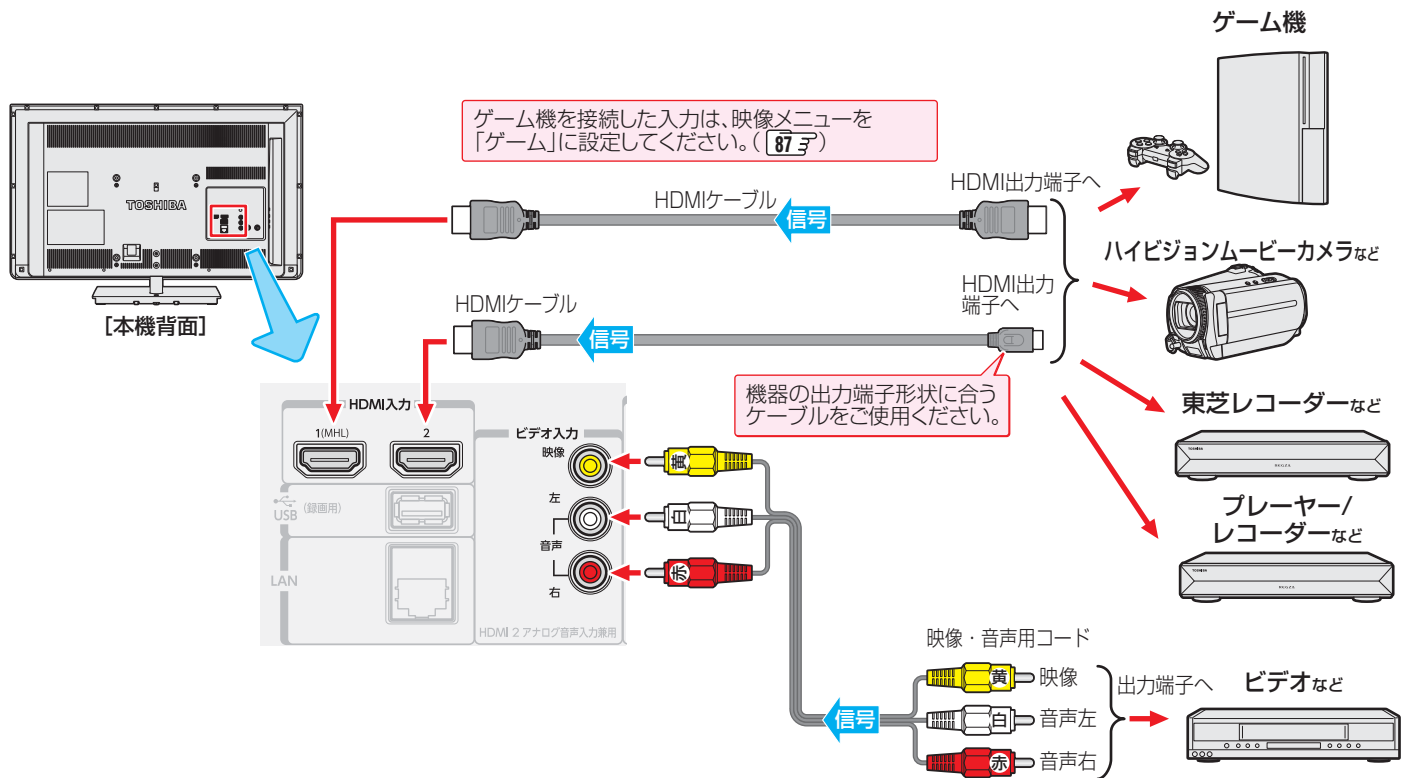 ゲーム機
ゲーム機を接続した入力は、映像メニューを
「ゲーム」に設定してください。（87）
TOSHIBA
[本機背面]
HDMIケーブル
信号
HDMI出力端子へ
ハイビジョンムービーカメラなど
HDMIケーブル
信号
HDMI出力
端子へ
機器の出力端子形状に合う
ケーブルをご使用ください。
東芝レコーダーなど
TOSHIBA
REGZA
プレーヤー/
レコーダーなど
TOSHIBA
REGZA
HDMI入力
1(MHL)
2
ビデオ入力
映像
黄
USB
(録画用)
左
白
音声
LAN
右
赤
HDMI 2 アナログ音声入力兼用
映像・音声用コード
黄 映像
信号
白 音声左
赤 音声右
出力端子へ
ビデオなど